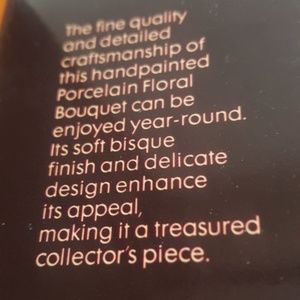 The fine quality
and detailed
craftsmanship of
this handpainted
Porcelain Floral
Bouquet can be
enjoyed year-round.
Its soft bisque
finish and delicate
design enhance
its appeal,
making it a treasured
collector's piece.